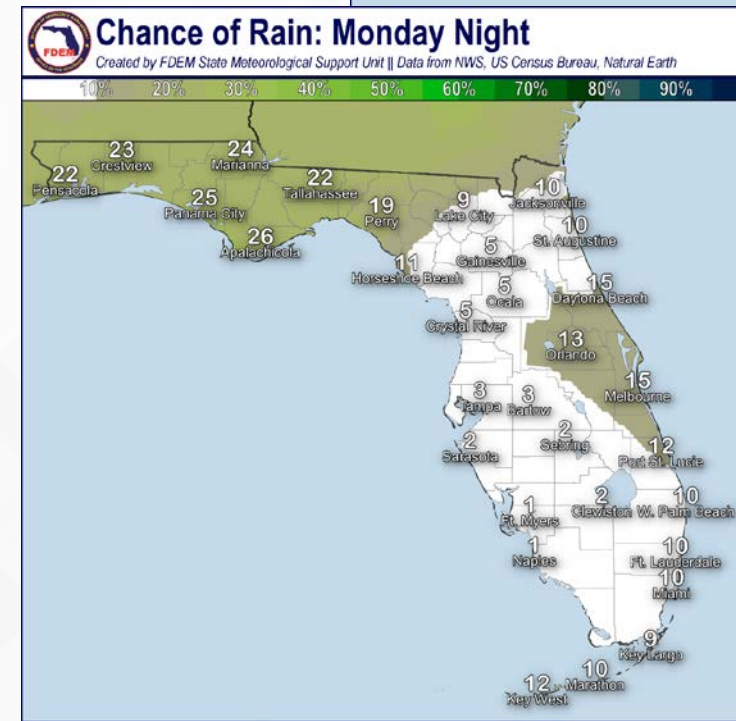 FDEM
Chance of Rain: Monday Night
Created by FDEM State Meteorological Support Unit || Data from NWS, US Census Bureau, Natural Earth
10% 20% 30% 40% 50% 60% 70% 80% 90%
23
Crestview
24
Marianna
22
Pensacola
22
Tallahassee
25
Panama City
19
Perry
9
Lake City
10
Jacksonville
26
Apalachicola
10
St. Augustine
5
Gainesville
11
Horseshoe Beach
5
Ocala
15
Daytona Beach
5
Crystal River
13
Orlando
15
Melbourne
3
Tampa
3
Bartow
2
Sebring
2
Sarasota
12
Port St. Lucie
1
Ft. Myers
2
Clewiston
10
W. Palm Beach
1
Naples
10
Ft. Lauderdale
10
Miami
9
Key Largo
10
Marathon
12
Key West